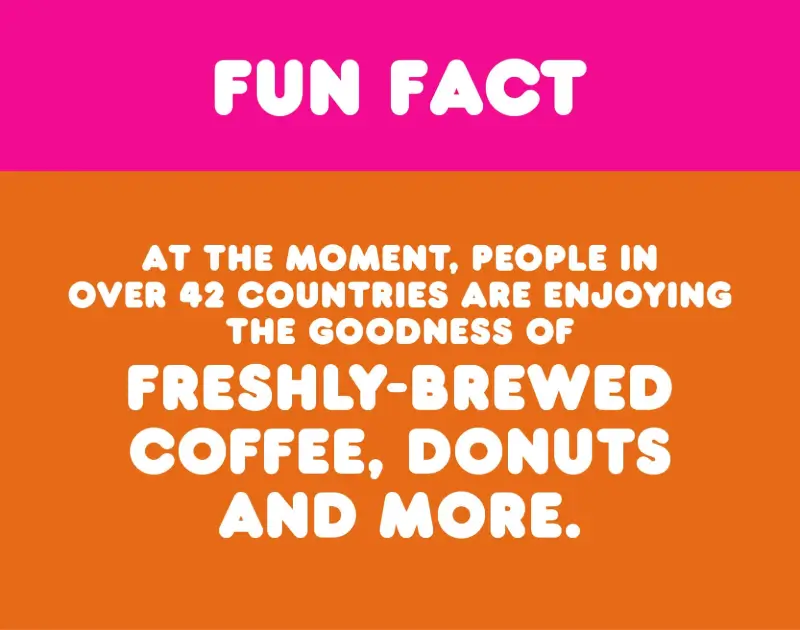 FUN FACT
AT THE MOMENT, PEOPLE IN
OVER 42 COUNTRIES ARE ENJOYING
THE GOODNESS OF
FRESHLY-BREWED
COFFEE, DONUTS
AND MORE.